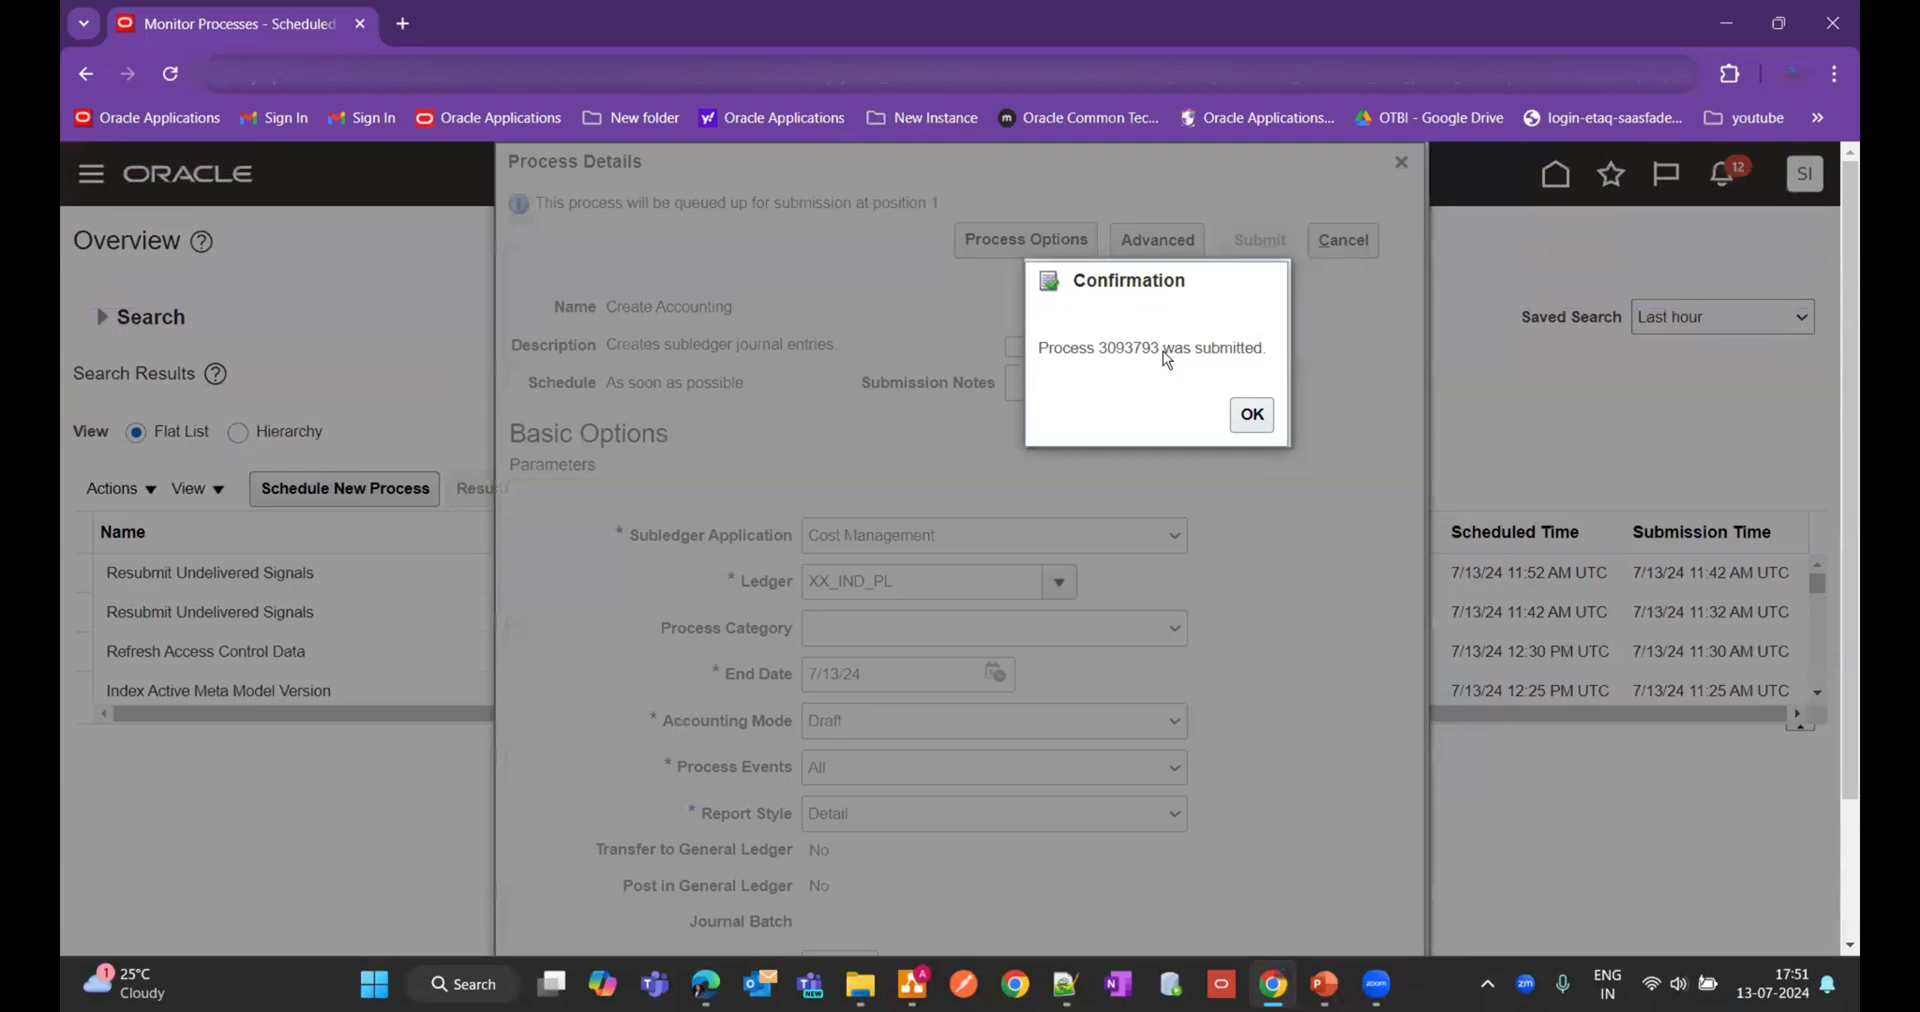 Monitor Processes - Scheduled
Oracle Applications Sign In Sign In Oracle Applications New folder Oracle Applications New Instance Oracle Common Tec... Oracle Applications... OTBI - Google Drive login-etaq-saasfade... youtube
ORACLE
Process Details
12
SI
This process will be queued up for submission at position 1
Overview
Process Options Advanced Submit Cancel
Confirmation
Name Create Accounting
Search
Saved Search Last hour
Description Creates subledger journal entries.
Process 3093793 was submitted.
Search Results
Schedule As soon as possible
Submission Notes
OK
View Flat List Hierarchy
Basic Options
Parameters
Actions View Schedule New Process
Name
Scheduled Time Submission Time
Subledger Application Cost Management
Resubmit Undelivered Signals
7/13/24 11:52 AM UTC 7/13/24 11:42 AM UTC
* Ledger XX_IND_PL
Resubmit Undelivered Signals
7/13/24 11:42 AM UTC 7/13/24 11:32 AM UTC
Process Category
Refresh Access Control Data
7/13/24 12:30 PM UTC 7/13/24 11:30 AM UTC
* End Date 7/13/24
Index Active Meta Model Version
7/13/24 12:25 PM UTC 7/13/24 11:25 AM UTC
* Accounting Mode Draft
* Process Events All
* Report Style Detail
Transfer to General Ledger No
Post in General Ledger No
Journal Batch
1 25°C
Cloudy
Search
NEW
zoom
zm
ENG
IN
17:51
13-07-2024